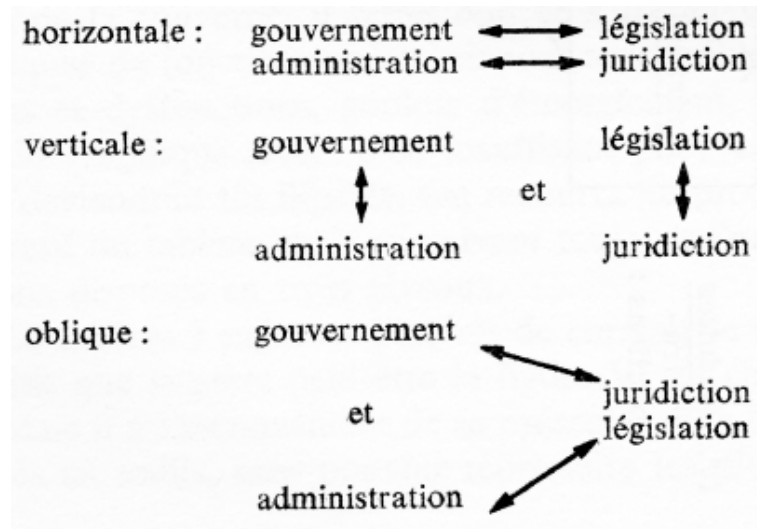 horizontale : gouvernement législation
administration juridiction
verticale : gouvernement législation
et
administration juridiction
oblique : gouvernement
juridiction
et législation
administration